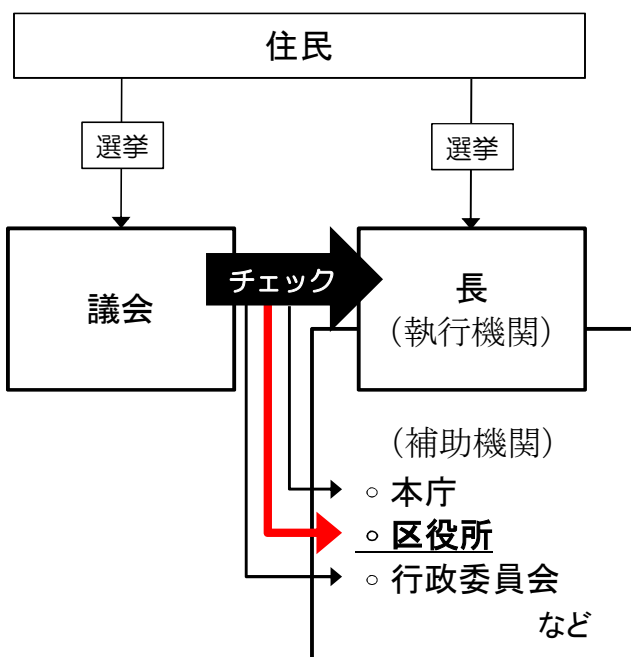 住民
選挙
選挙
議会
チェック
長
（執行機関）
（補助機関）
○ 本庁
○ 区役所
○ 行政委員会
など